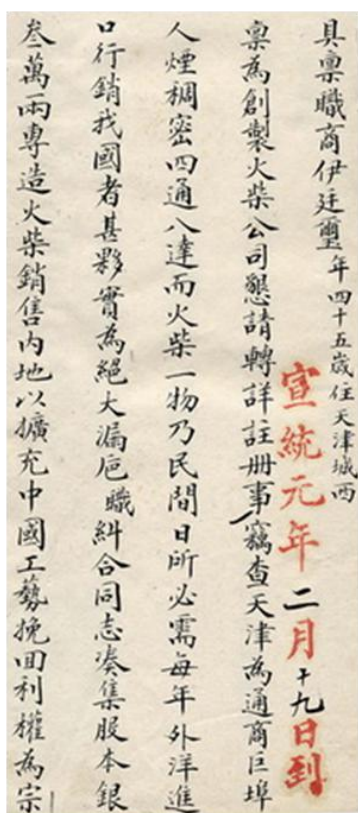 具稟職商伊廷璽年四十五歲住天津城西
宣統元年二月十九日到
稟為創製火柴公司懇請轉詳註册事竊查天津為通商巨埠
人煙稠密四通八達而火柴一物乃民間日所必需每年外洋進
口行銷我國者甚夥實為絕大漏卮職糾合同志凑集股本銀
叁萬兩專造火柴銷售內地以擴充中國工藝挽回利權為宗